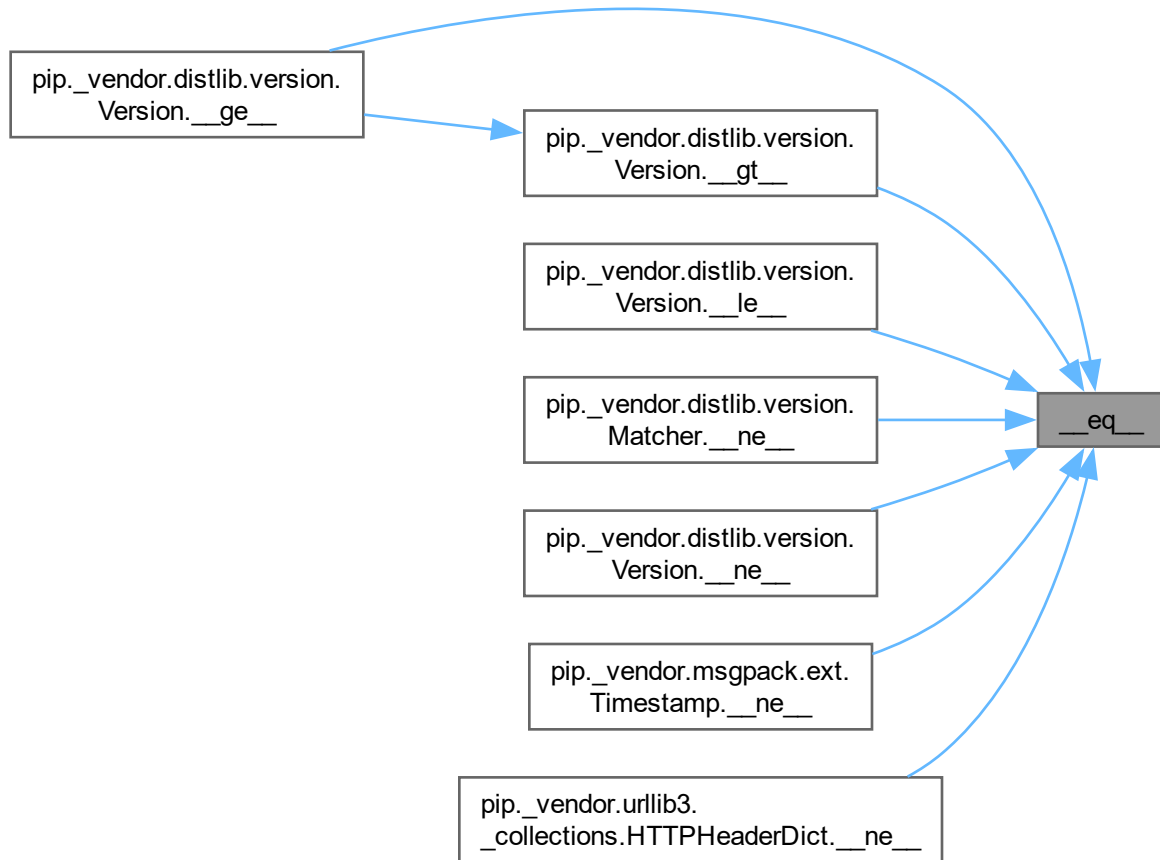 pip._vendor.distlib.version.
Version.__ge__
pip._vendor.distlib.version.
Version.__gt__
pip._vendor.distlib.version.
Version.__le__
pip._vendor.distlib.version.
Matcher.__ne__
__eq__
pip._vendor.distlib.version.
Version.__ne__
pip._vendor.msgpack.ext.
Timestamp.__ne__
pip._vendor.urllib3.
_collections.HTTPHeaderDict.__ne__